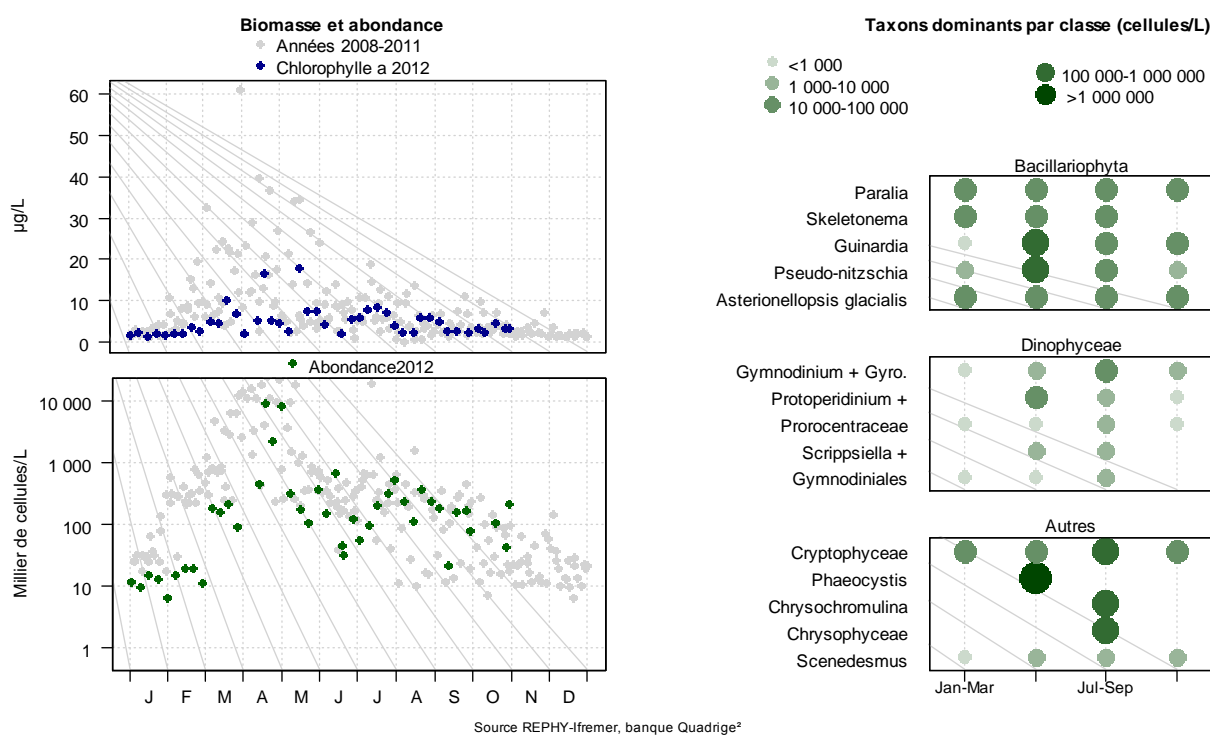 Biomasse et abondance
Années 2008-2011
Chlorophylle a 2012
60
50
40
30
20
10
0
µg/L
Abondance2012
10 000
1 000
100
10
1
Millier de cellules/L
J F M A M J J A S O N D
Taxons dominants par classe (cellules/L)
<1 000
1 000-10 000
10 000-100 000
100 000-1 000 000
>1 000 000
Bacillariophyta
Paralia
Skeletonema
Guinardia
Pseudo-nitzschia
Asterionellopsis glacialis
Dinophyceae
Gymnodinium + Gyro.
Protoperidinium +
Prorocentraceae
Scrippsiella +
Gymnodiniales
Autres
Cryptophyceae
Phaeocystis
Chrysochromulina
Chrysophyceae
Scenedesmus
Jan-Mar Jul-Sep
Source REPHY-Ifremer, banque Quadrige²